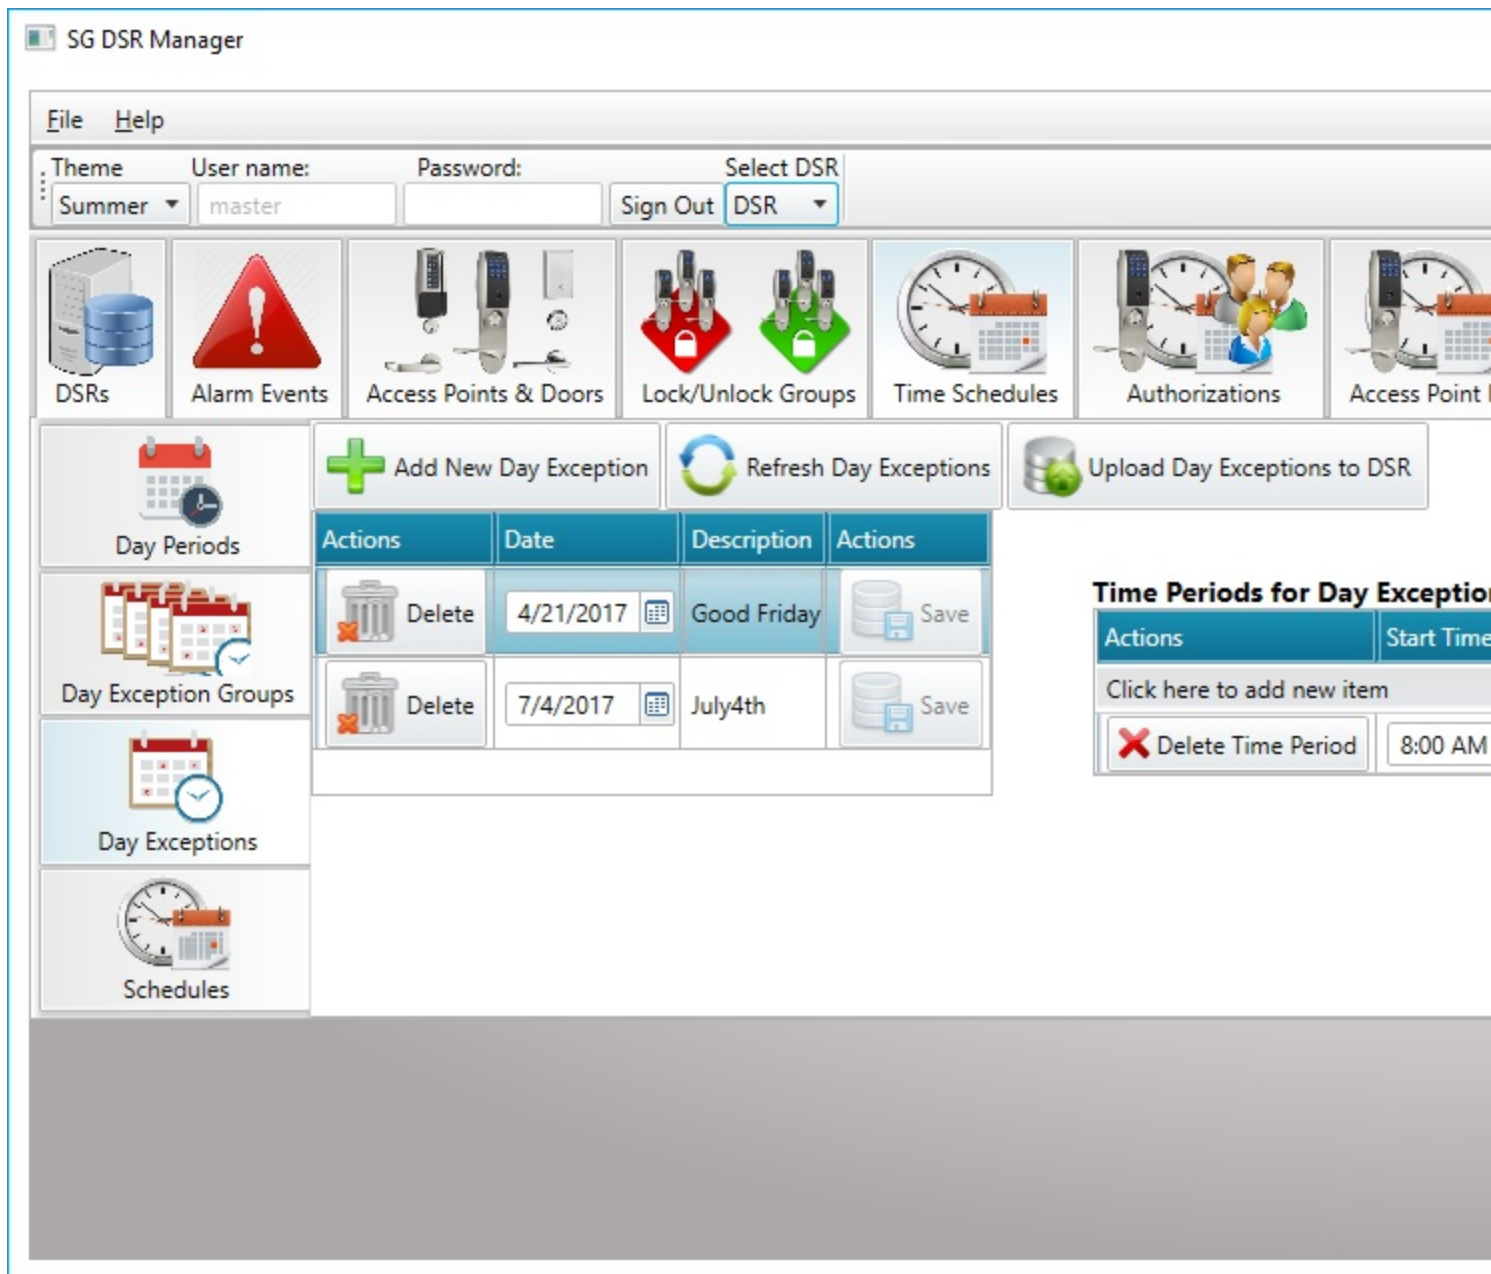 SG DSR Manager
File Help
Theme User name: Password: Select DSR
Summer master Sign Out DSR
DSRs Alarm Events Access Points & Doors Lock/Unlock Groups Time Schedules Authorizations Access Point
Day Periods
Day Exception Groups
Day Exceptions
Schedules
Add New Day Exception Refresh Day Exceptions Upload Day Exceptions to DSR
Actions Date Description Actions
Delete 4/21/2017 Good Friday Save
Delete 7/4/2017 July4th Save
Time Periods for Day Exception
Actions Start Time
Click here to add new item
Delete Time Period 8:00 AM